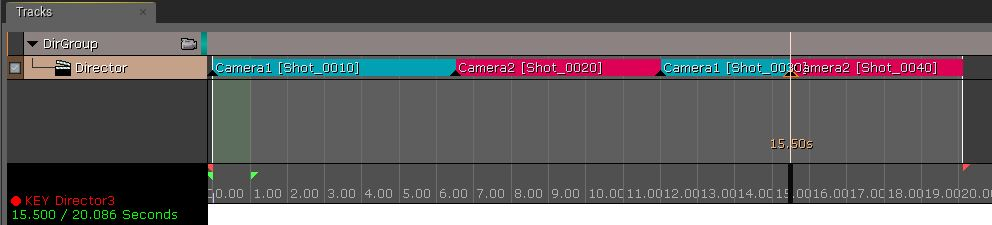 Tracks
DirGroup
Director
Camera1 [Shot_0010] Camera2 [Shot_0020] Camera1 [Shot_0030] Camera2 [Shot_0040]
15.50s
0.00 1.00 2.00 3.00 4.00 5.00 6.00 7.00 8.00 9.00 10.00 11.00 12.00 13.00 14.00 15.00 16.00 17.00 18.00 19.00 20.00
KEY Director3
15.500 / 20.086 Seconds